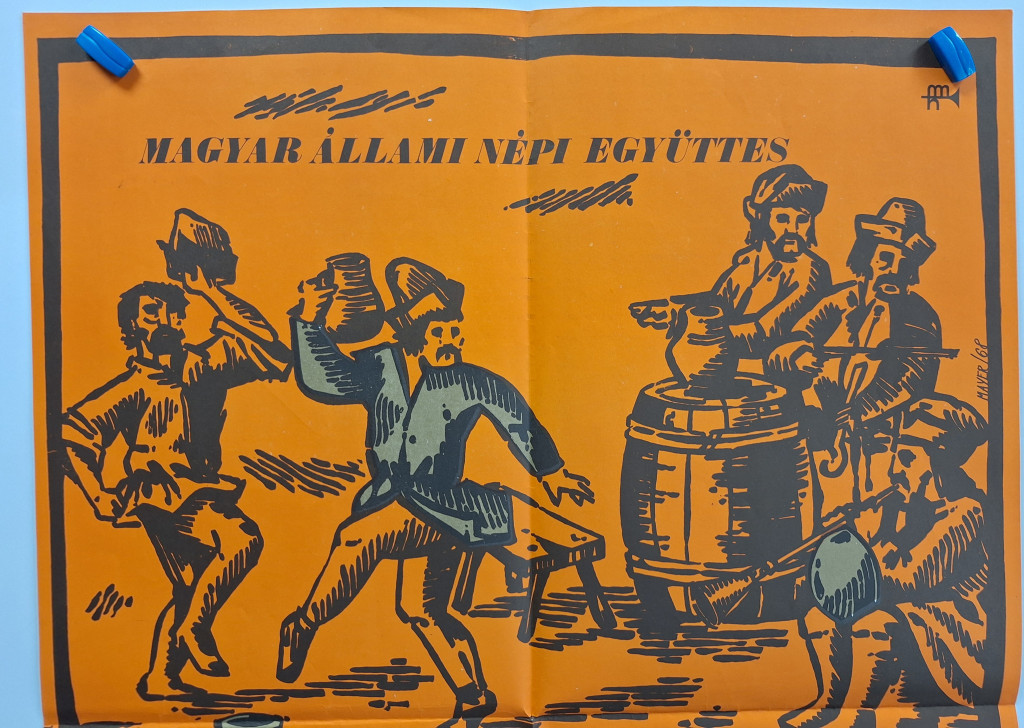 MAGYAR ÁLLAMI NÉPI EGYÜTTES
MAYER/68